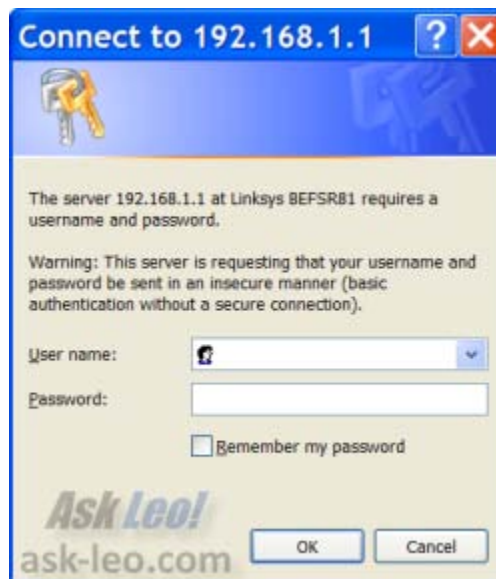 Connect to 192.168.1.1
The server 192.168.1.1 at Linksys BEFSR81 requires a
username and password.
Warning: This server is requesting that your username and
password be sent in an insecure manner (basic
authentication without a secure connection).
User name:
Password:
Remember my password
Ask Leo!
ask-leo.com
OK
Cancel